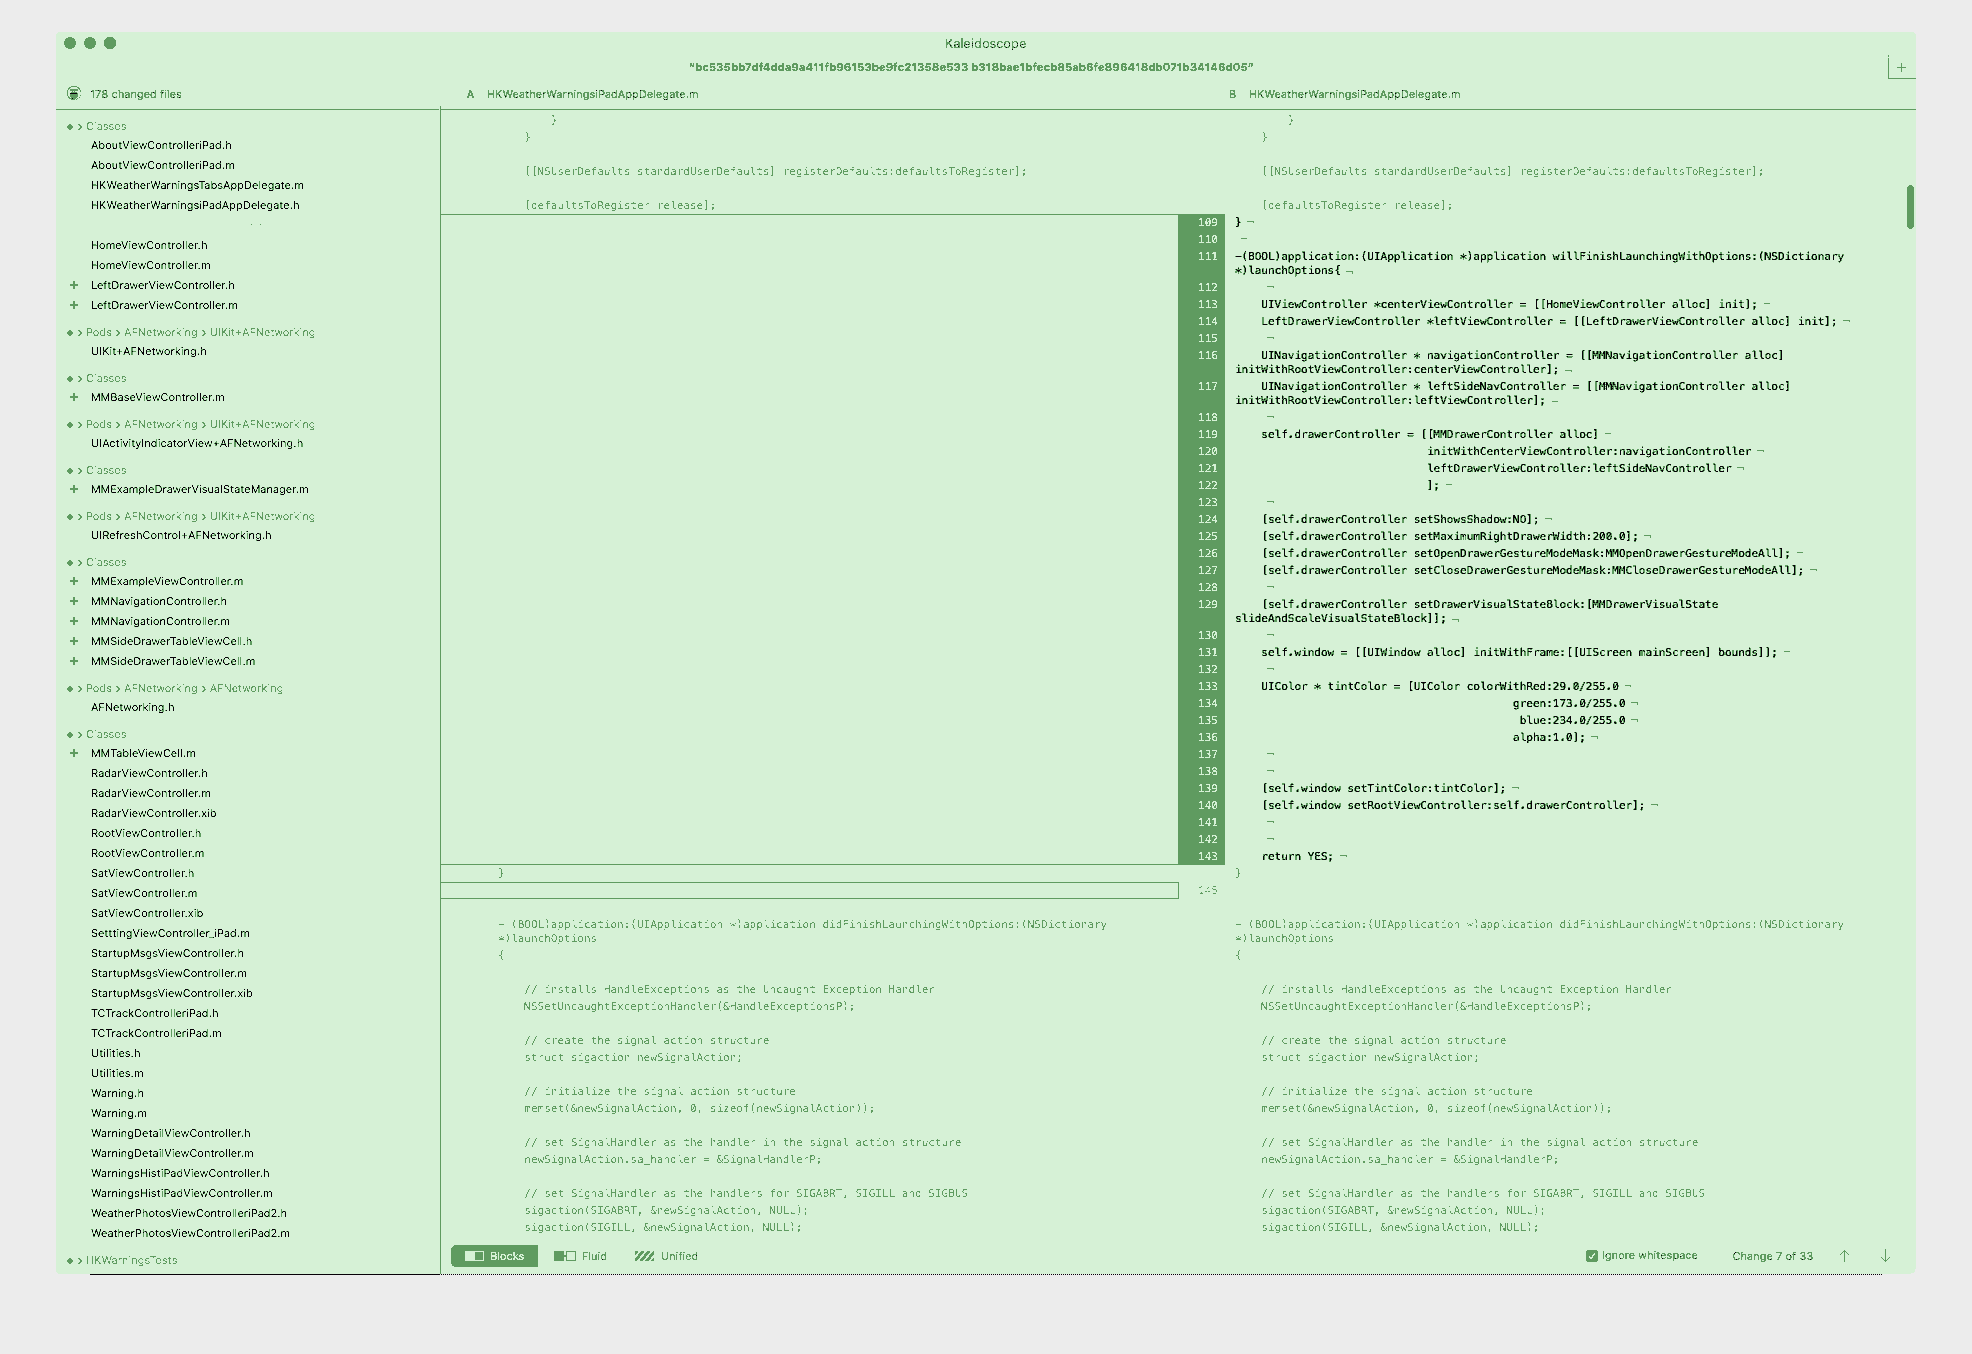 Kaleidoscope
"bc535bb7df4dda9a411fb96153be9fc21358e533 b318bae1bfecb85ab6fe896418db071b34146d05"
178 changed files
Classes
AboutViewControlleriPad.h
AboutViewControlleriPad.m
HKWeatherWarningsTabsAppDelegate.m
HKWeatherWarningsiPadAppDelegate.h
HomeViewController.h
HomeViewController.m
+ LeftDrawerViewController.h
+ LeftDrawerViewController.m
Pods > AFNetworking > UIKit+AFNetworking
UIKit+AFNetworking.h
Classes
+ MMBaseViewController.m
Pods > AFNetworking > UIKit+AFNetworking
UIActivityIndicatorView+AFNetworking.h
Classes
+ MMExampleDrawerVisualStateManager.m
Pods > AFNetworking > UIKit+AFNetworking
UIRefreshControl+AFNetworking.h
Classes
+ MMExampleViewController.m
+ MMNavigationController.h
+ MMNavigationController.m
+ MMSideDrawerTableViewCell.h
+ MMSideDrawerTableViewCell.m
Pods > AFNetworking > AFNetworking
AFNetworking.h
Classes
+ MMTableViewCell.m
RadarViewController.h
RadarViewController.m
RadarViewController.xib
RootViewController.h
RootViewController.m
SatViewController.h
SatViewController.m
SatViewController.xib
SetttingViewController_iPad.m
StartupMsgsViewController.h
StartupMsgsViewController.m
StartupMsgsViewController.xib
TCTrackControlleriPad.h
TCTrackControlleriPad.m
Utilities.h
Utilities.m
Warning.h
Warning.m
WarningDetailViewController.h
WarningDetailViewController.m
WarningsHistiPadViewController.h
WarningsHistiPadViewController.m
WeatherPhotosViewControlleriPad2.h
WeatherPhotosViewControlleriPad2.m
HKWarningsTests
A HKWeatherWarningsiPadAppDelegate.m
}
}
[[NSUserDefaults standardUserDefaults] registerDefaults:defaultsToRegister];
[defaultsToRegister release];
}
- (BOOL)application:(UIApplication *)application didFinishLaunchingWithOptions:(NSDictionary
*)launchOptions
{
// installs HandleExceptions as the Uncaught Exception Handler
NSSetUncaughtExceptionHandler(&HandleExceptionsP);
// create the signal action structure
struct sigaction newSignalAction;
// initialize the signal action structure
memset(&newSignalAction, 0, sizeof(newSignalAction));
// set SignalHandler as the handler in the signal action structure
newSignalAction.sa_handler = &SignalHandlerP;
// set SignalHandler as the handlers for SIGABRT, SIGILL and SIGBUS
sigaction(SIGABRT, &newSignalAction, NULL);
sigaction(SIGILL, &newSignalAction, NULL);
B HKWeatherWarningsiPadAppDelegate.m
}
}
[[NSUserDefaults standardUserDefaults] registerDefaults:defaultsToRegister];
[defaultsToRegister release];
109 } ¬
110 ¬
111 -(BOOL)application:(UIApplication *)application willFinishLaunchingWithOptions:(NSDictionary
*)launchOptions{ ¬
112 ¬
113 UIViewController *centerViewController = [[HomeViewController alloc] init]; ¬
114 LeftDrawerViewController *leftViewController = [[LeftDrawerViewController alloc] init]; ¬
115 ¬
116 UINavigationController * navigationController = [[MMNavigationController alloc]
initWithRootViewController:centerViewController]; ¬
117 UINavigationController * leftSideNavController = [[MMNavigationController alloc]
initWithRootViewController:leftViewController]; ¬
118 ¬
119 self.drawerController = [[MMDrawerController alloc] ¬
120 initWithCenterViewController:navigationController ¬
121 leftDrawerViewController:leftSideNavController ¬
122 ]; ¬
123 ¬
124 [self.drawerController setShowsShadow:NO]; ¬
125 [self.drawerController setMaximumRightDrawerWidth:200.0]; ¬
126 [self.drawerController setOpenDrawerGestureModeMask:MMOpenDrawerGestureModeAll]; ¬
127 [self.drawerController setCloseDrawerGestureModeMask:MMCloseDrawerGestureModeAll]; ¬
128 ¬
129 [self.drawerController setDrawerVisualStateBlock:[MMDrawerVisualState
slideAndScaleVisualStateBlock]]; ¬
130 ¬
131 self.window = [[UIWindow alloc] initWithFrame:[[UIScreen mainScreen] bounds]]; ¬
132 ¬
133 UIColor * tintColor = [UIColor colorWithRed:29.0/255.0 ¬
134 green:173.0/255.0 ¬
135 blue:234.0/255.0 ¬
136 alpha:1.0]; ¬
137 ¬
138 ¬
139 [self.window setTintColor:tintColor]; ¬
140 [self.window setRootViewController:self.drawerController]; ¬
141 ¬
142 ¬
143 return YES; ¬
}
145
- (BOOL)application:(UIApplication *)application didFinishLaunchingWithOptions:(NSDictionary
*)launchOptions
{
// installs HandleExceptions as the Uncaught Exception Handler
NSSetUncaughtExceptionHandler(&HandleExceptionsP);
// create the signal action structure
struct sigaction newSignalAction;
// initialize the signal action structure
memset(&newSignalAction, 0, sizeof(newSignalAction));
// set SignalHandler as the handler in the signal action structure
newSignalAction.sa_handler = &SignalHandlerP;
// set SignalHandler as the handlers for SIGABRT, SIGILL and SIGBUS
sigaction(SIGABRT, &newSignalAction, NULL);
sigaction(SIGILL, &newSignalAction, NULL);
Blocks Fluid Unified
Ignore whitespace Change 7 of 33 ↑ ↓